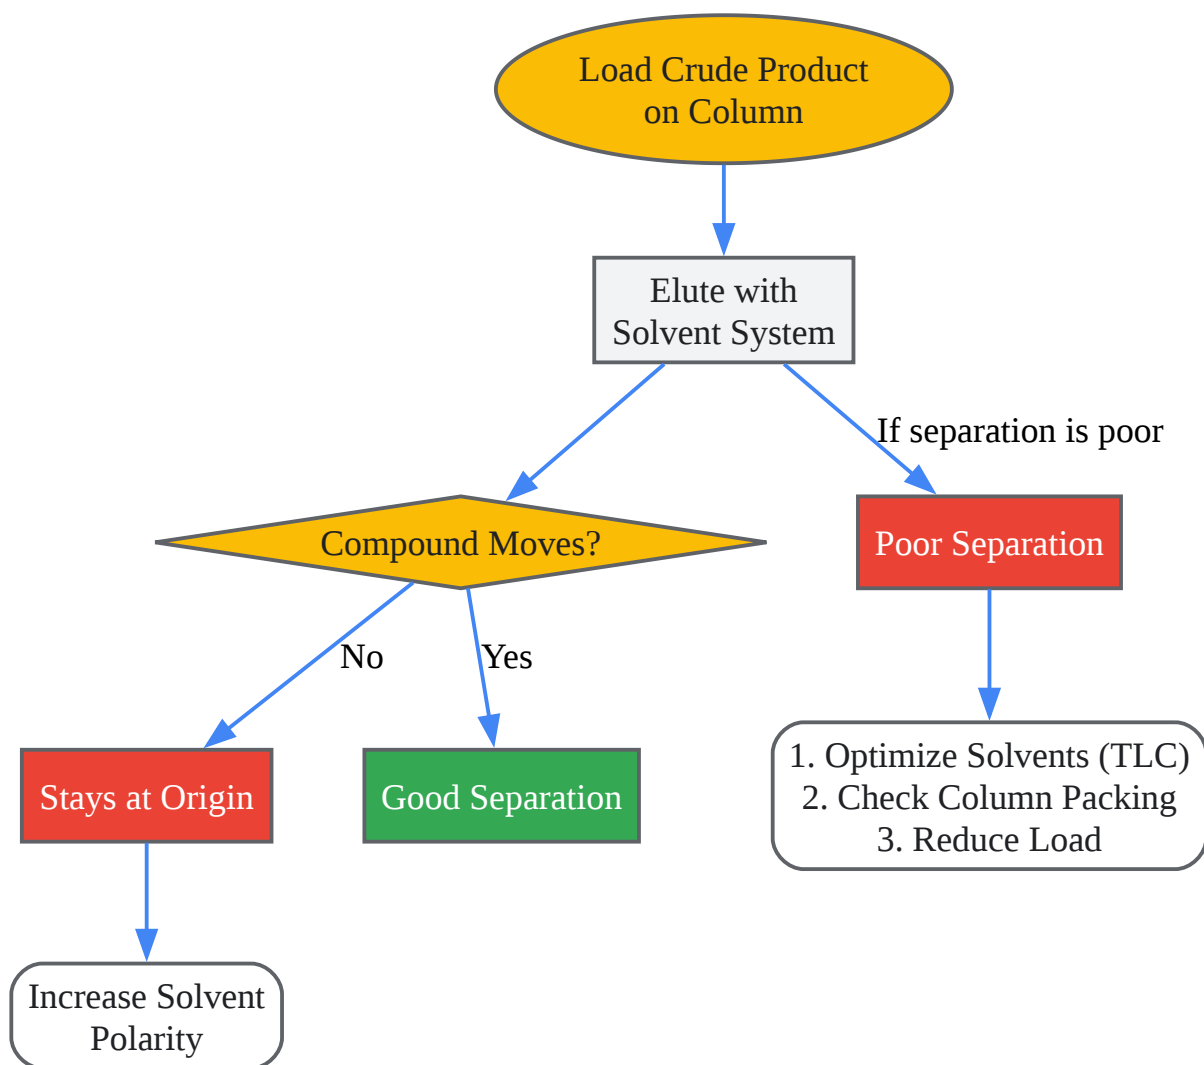 Load Crude Product
on Column
Elute with
Solvent System
If separation is poor
Compound Moves?
Poor Separation
No
Yes
Stays at Origin
Good Separation
1. Optimize Solvents (TLC)
2. Check Column Packing
3. Reduce Load
Increase Solvent
Polarity